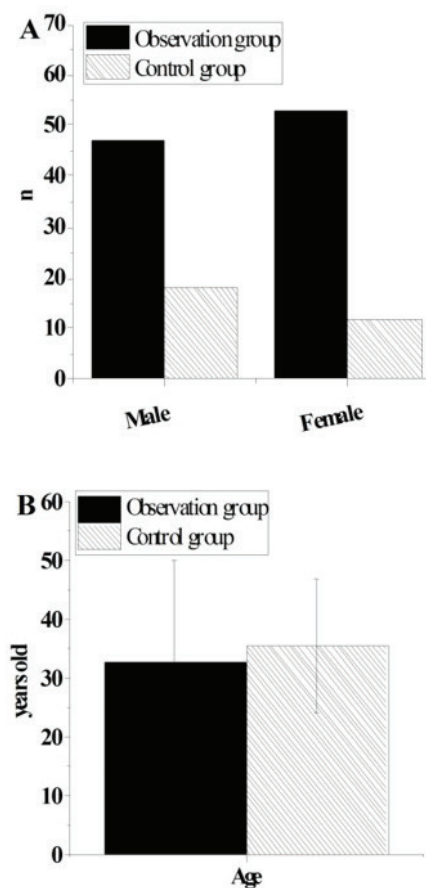 A
70
Observation group
Control group
60
50
40
n
30
20
10
0
Male
Female
B
60
Observation group
Control group
50
40
years old
30
20
10
0
Age